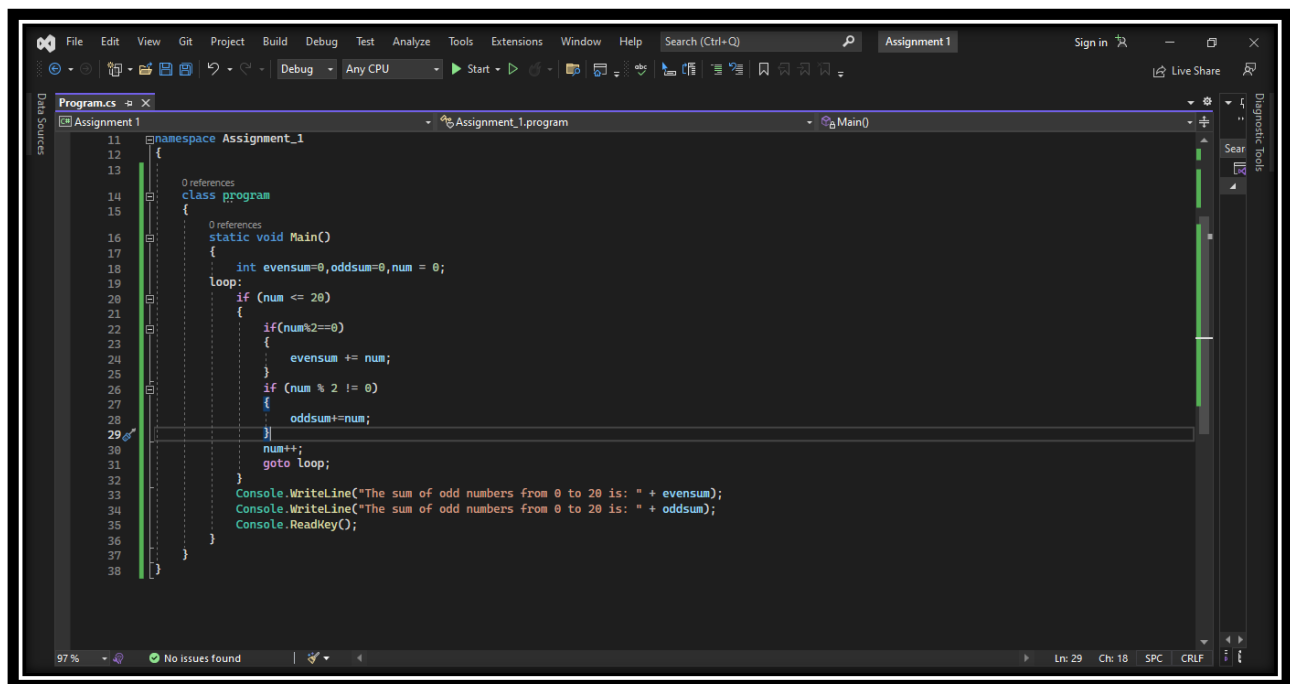 File Edit View Git Project Build Debug Test Analyze Tools Extensions Window Help Search (Ctrl+Q) Assignment 1 Sign in
Debug Any CPU Start Live Share
Data Sources
Program.cs
Assignment 1 Assignment_1.program Main()
11 namespace Assignment_1
12 {
13
0 references
14 class program
15 {
0 references
16 static void Main()
17 {
18 int evensum=0,oddsum=0,num = 0;
19 loop:
20 if (num <= 20)
21 {
22 if(num%2==0)
23 {
24 evensum += num;
25 }
26 if (num % 2 != 0)
27 {
28 oddsum+=num;
29 }
30 num++;
31 goto loop;
32 }
33 Console.WriteLine("The sum of odd numbers from 0 to 20 is: " + evensum);
34 Console.WriteLine("The sum of odd numbers from 0 to 20 is: " + oddsum);
35 Console.ReadKey();
36 }
37 }
38 }
Diagnostic Tools
Sear
97 % No issues found Ln: 29 Ch: 18 SPC CRLF